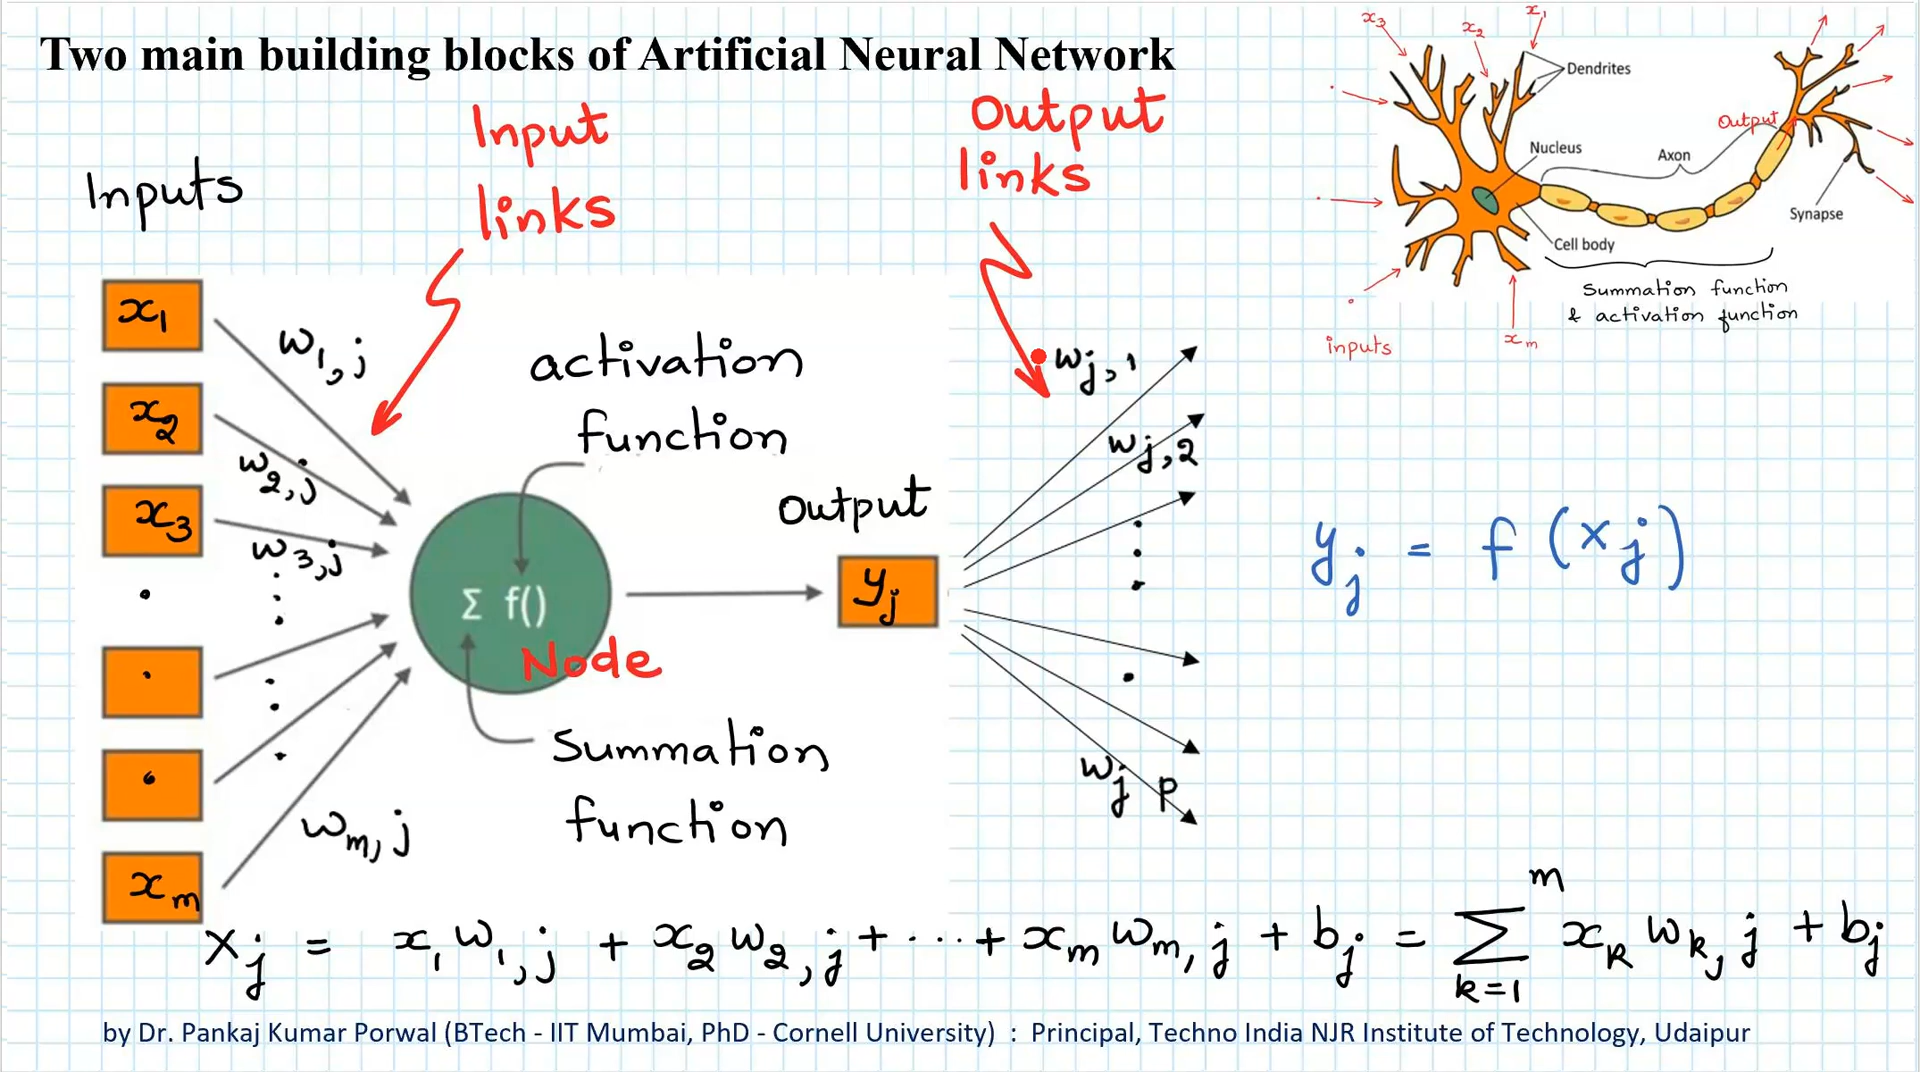 Two main building blocks of Artificial Neural Network
Inputs
Input
links
Output
links
x₁
x₂
x₃
xₘ
w₁,j
w₂,j
w₃,j
wₘ,j
activation
function
Σ f()
Node
Summation
function
Output
yj
wj,1
wj,2
wj p
yj = f (xj)
xj = x₁w₁,j + x₂w₂,j + ... + xₘwₘ,j + bj = Σ m k=1 xₖ wₖ,j + bj
x₃
x₂
x₁
Dendrites
Nucleus
Axon
Output
Synapse
Cell body
Summation function
& activation function
inputs
xₘ
by Dr. Pankaj Kumar Porwal (BTech - IIT Mumbai, PhD - Cornell University) : Principal, Techno India NJR Institute of Technology, Udaipur